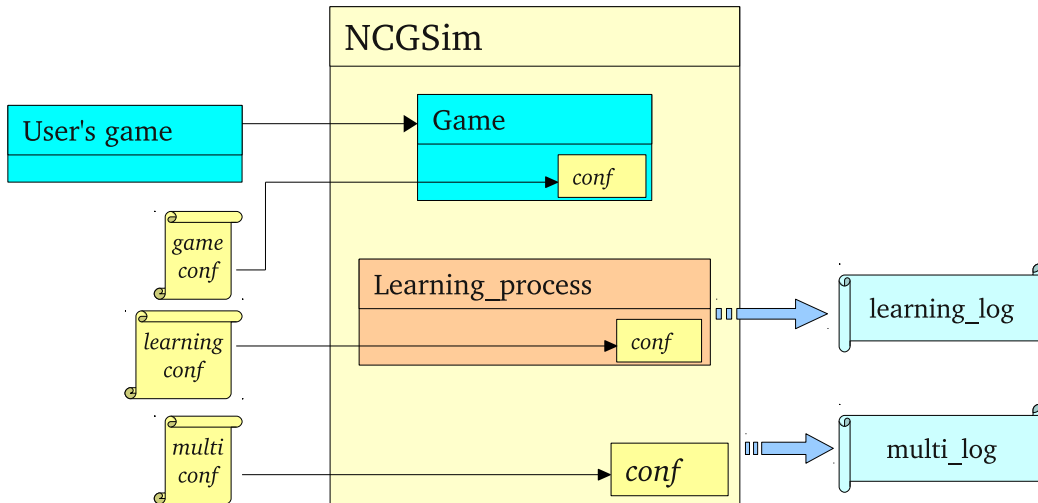 NCGSim
User's game
Game
conf
game
conf
Learning_process
learning_log
learning
conf
conf
multi
conf
conf
multi_log